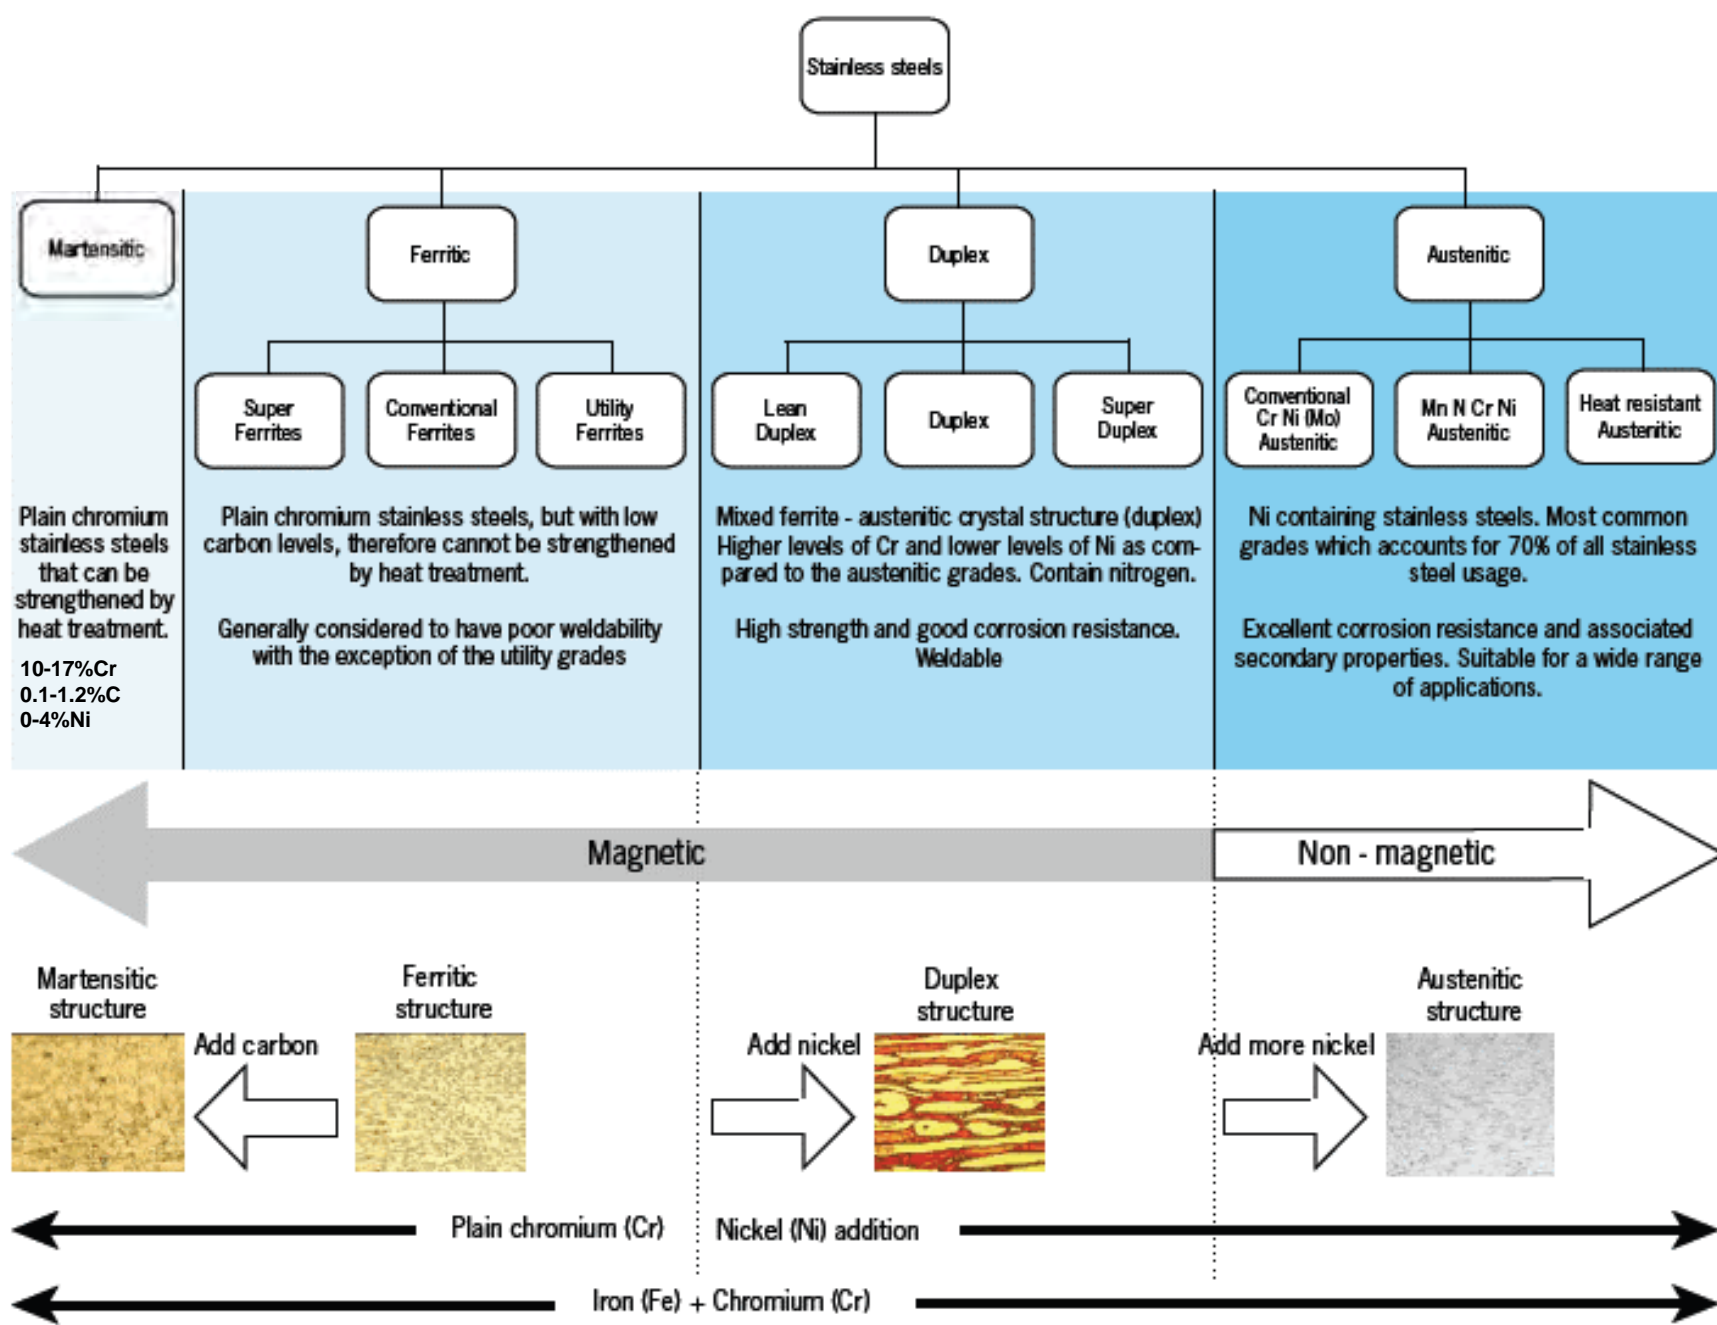 Stainless steels
Martensitic
Ferritic
Duplex
Austenitic
Super
Ferrites
Conventional
Ferrites
Utility
Ferrites
Lean
Duplex
Duplex
Super
Duplex
Conventional
Cr Ni (Mo)
Austenitic
Mn N Cr Ni
Austenitic
Heat resistant
Austenitic
Plain chromium
stainless steels
that can be
strengthened by
heat treatment.
10-17%Cr
0.1-1.2%C
0-4%Ni
Plain chromium stainless steels, but with low
carbon levels, therefore cannot be strengthened
by heat treatment.
Generally considered to have poor weldability
with the exception of the utility grades
Mixed ferrite - austenitic crystal structure (duplex)
Higher levels of Cr and lower levels of Ni as com-
pared to the austenitic grades. Contain nitrogen.
High strength and good corrosion resistance.
Weldable
Ni containing stainless steels. Most common
grades which accounts for 70% of all stainless
steel usage.
Excellent corrosion resistance and associated
secondary properties. Suitable for a wide range
of applications.
Magnetic
Non - magnetic
Martensitic
structure
Add carbon
Ferritic
structure
Add nickel
Duplex
structure
Add more nickel
Austenitic
structure
Plain chromium (Cr)
Nickel (Ni) addition
Iron (Fe) + Chromium (Cr)